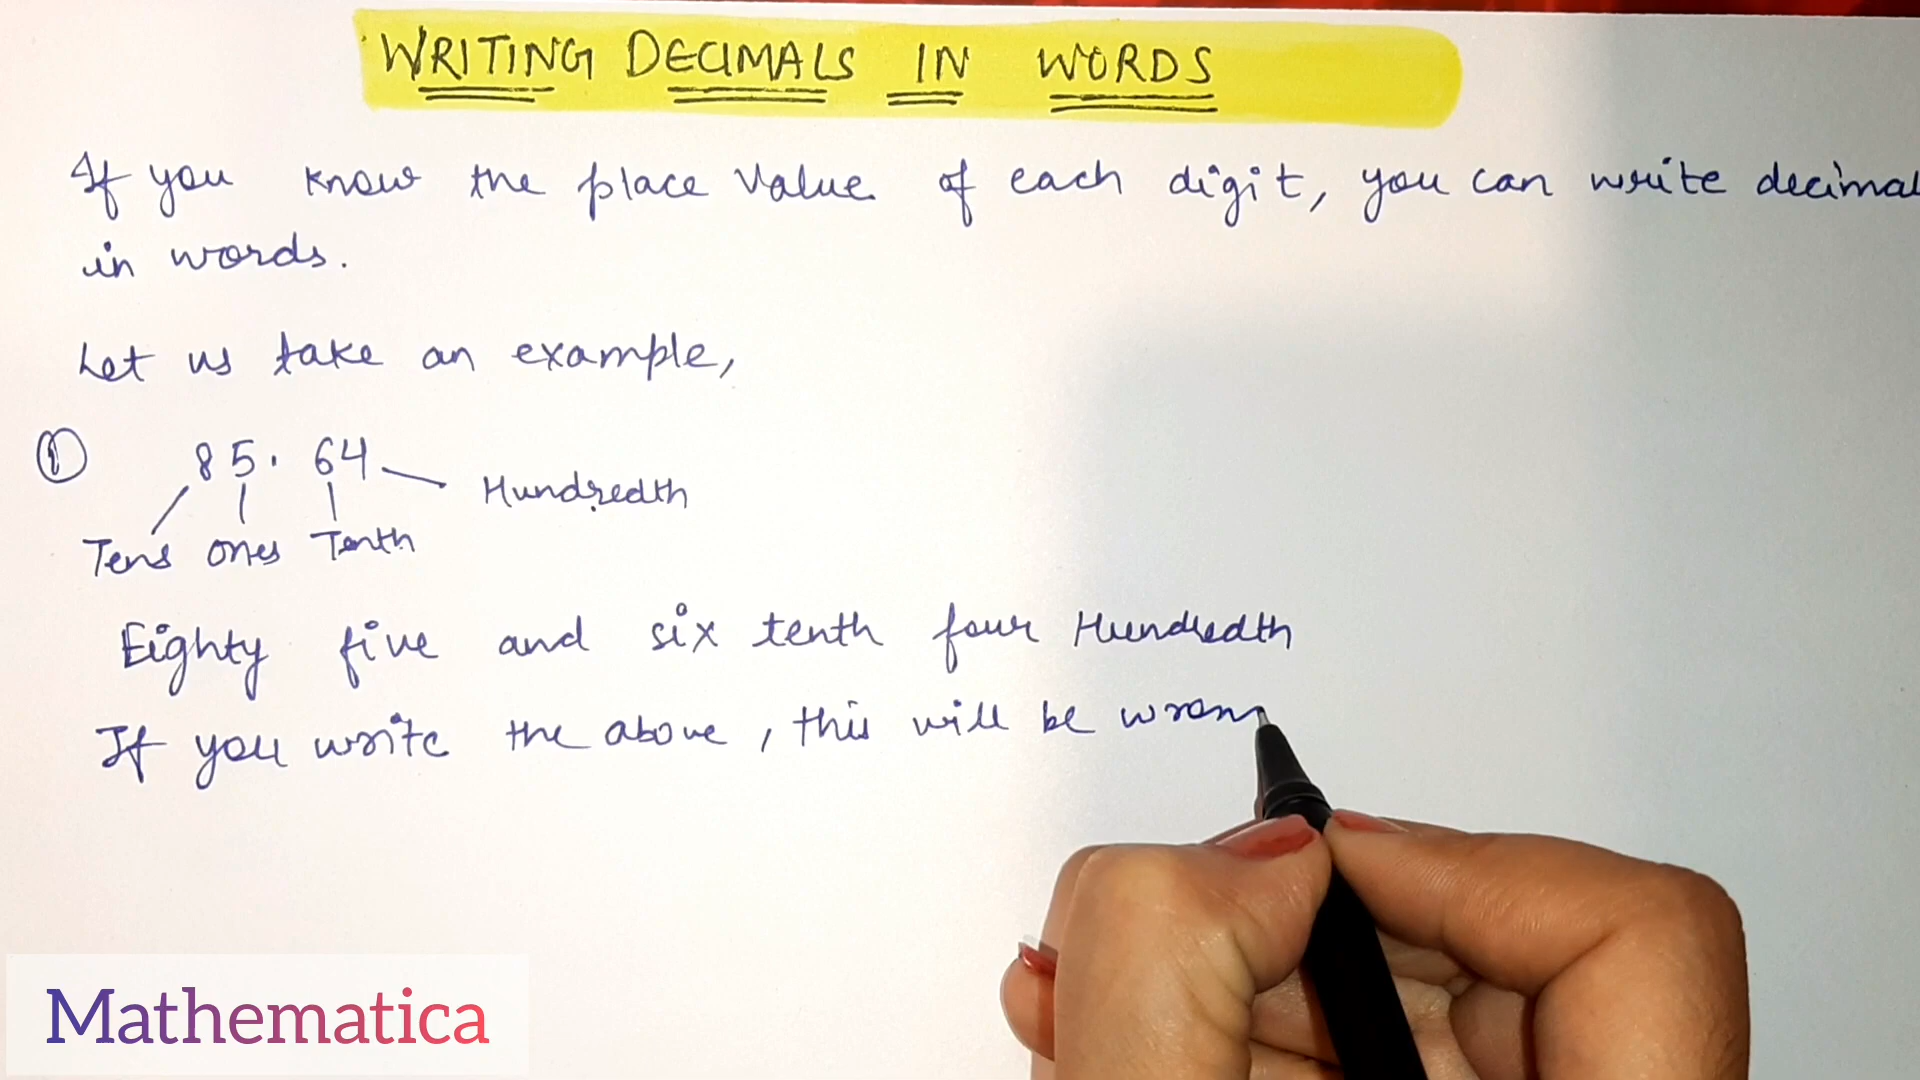 WRITING DECIMALS IN WORDS
If you know the place value of each digit, you can write decimal
in words.
Let us take an example,
1 85.64 Hundredth
Tens ones Tenth
Eighty five and six tenth four Hundredth
If you write the above, this will be wron
Mathematica